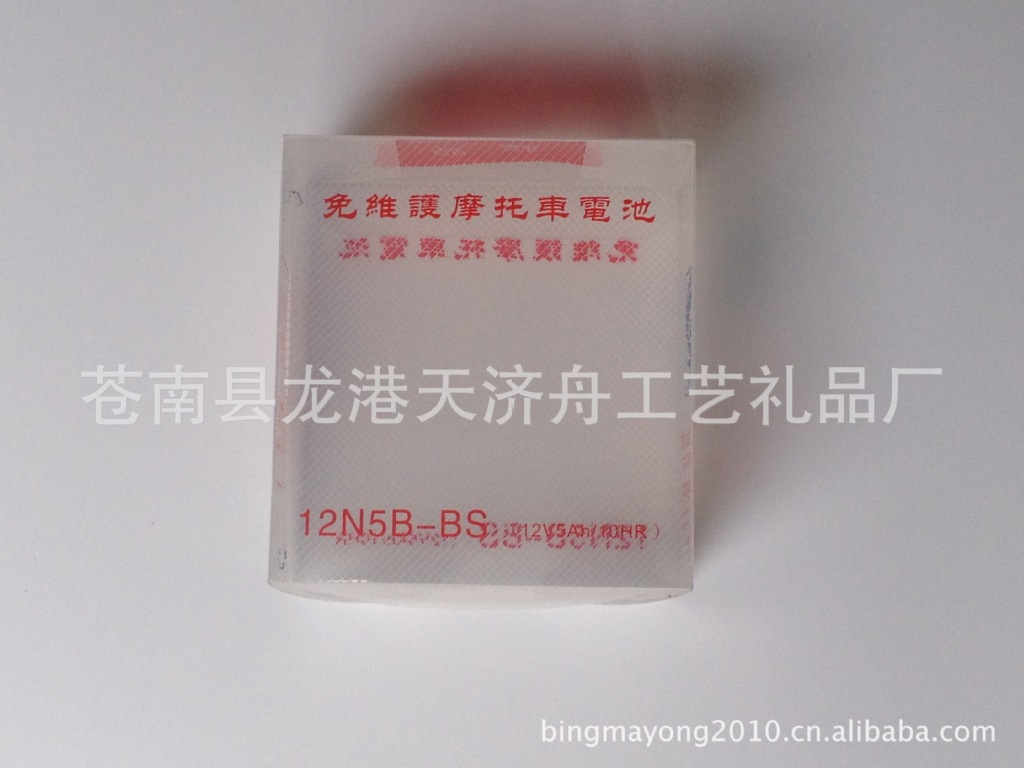 免維護摩托車電池
苍南县龙港天济舟工艺礼品厂
12N5B-BS (12V5Ah(10HR)
bingmayong2010.cn.alibaba.com